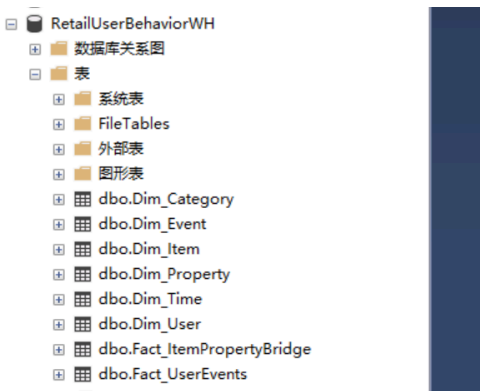 RetailUserBehaviorWH
数据库关系图
表
系统表
FileTables
外部表
图形表
dbo.Dim_Category
dbo.Dim_Event
dbo.Dim_Item
dbo.Dim_Property
dbo.Dim_Time
dbo.Dim_User
dbo.Fact_ItemPropertyBridge
dbo.Fact_UserEvents